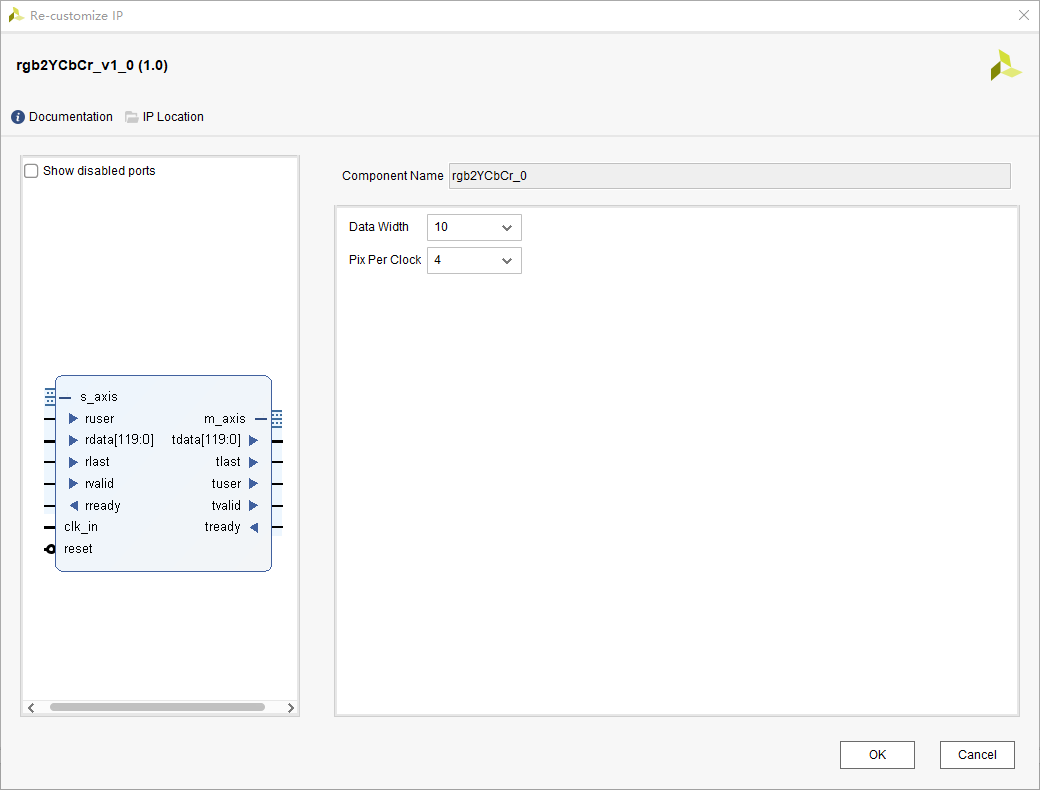 Re-customize IP
rgb2YCbCr_v1_0 (1.0)
Documentation IP Location
Show disabled ports
Component Name rgb2YCbCr_0
Data Width 10
Pix Per Clock 4
s_axis
ruser m_axis
rdata[119:0] tdata[119:0]
rlast tlast
rvalid tuser
rready tvalid
clk_in tready
reset
OK Cancel